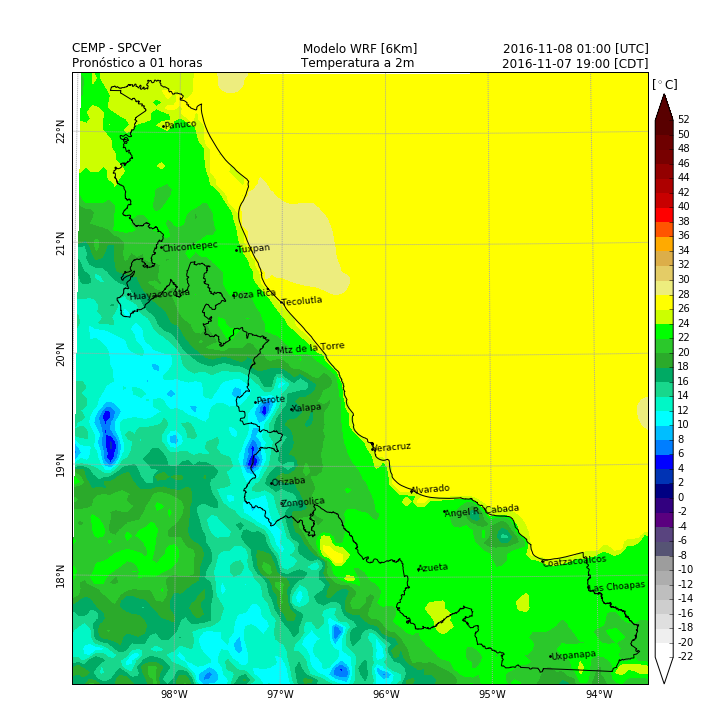 CEMP - SPCVer Modelo WRF [6Km] 2016-11-08 01:00 [UTC]
Pronóstico a 01 horas Temperatura a 2m 2016-11-07 19:00 [CDT]
[°C]
52
50
48
46
44
42
40
38
36
34
32
30
28
26
24
22
20
18
16
14
12
10
8
6
4
2
0
-2
-4
-6
-8
-10
-12
-14
-16
-18
-20
-22
22°N
21°N
20°N
19°N
18°N
Panuco
Chicontepec
Tuxpan
Huayacocotla
Poza Rica
Tecolutla
Mtz de la Torre
Perote
Xalapa
Veracruz
Orizaba
Alvarado
Zongolica
Angel R. Cabada
Azueta
Coatzacoalcos
Las Choapas
Uxpanapa
98°W 97°W 96°W 95°W 94°W